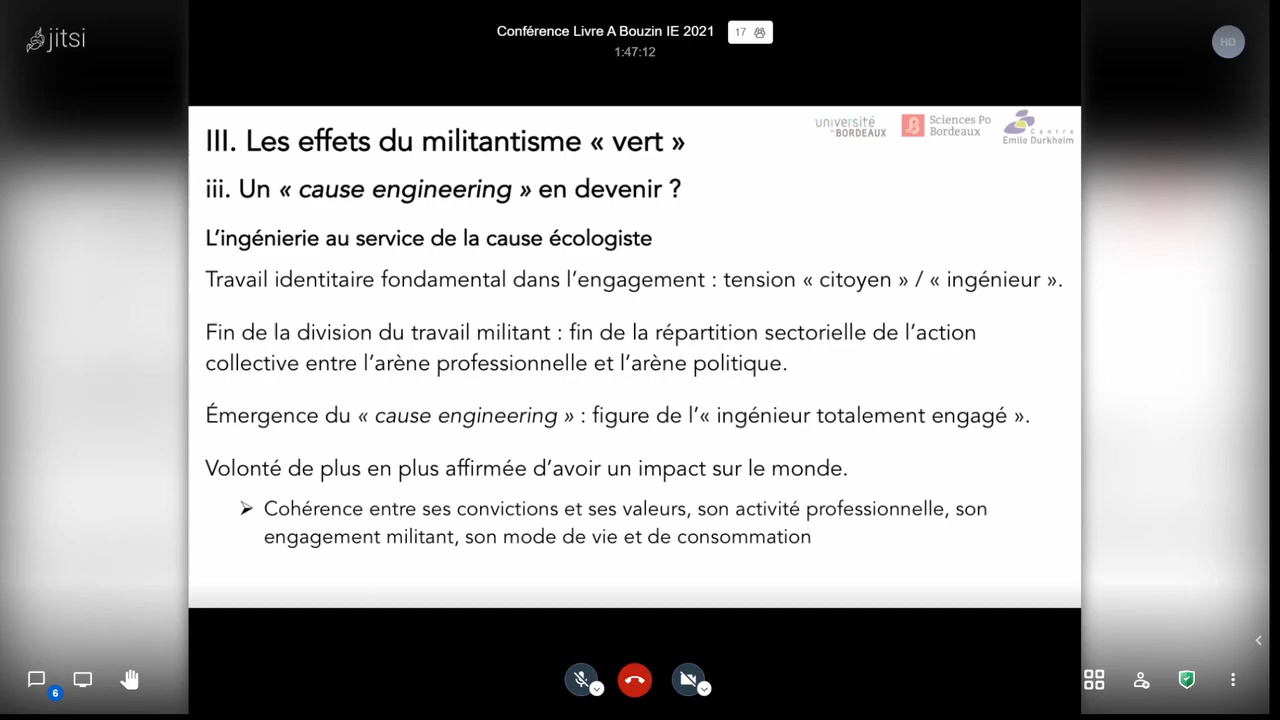 jitsi
Conférence Livre A Bouzin IE 2021
17
1:47:12
HD
III. Les effets du militantisme « vert »
université
de BORDEAUX
Sciences Po
Bordeaux
Centre
Emile Durkheim
iii. Un « cause engineering » en devenir ?
L’ingénierie au service de la cause écologiste
Travail identitaire fondamental dans l’engagement : tension « citoyen » / « ingénieur ».
Fin de la division du travail militant : fin de la répartition sectorielle de l’action
collective entre l’arène professionnelle et l’arène politique.
Émergence du « cause engineering » : figure de l’« ingénieur totalement engagé ».
Volonté de plus en plus affirmée d’avoir un impact sur le monde.
➤ Cohérence entre ses convictions et ses valeurs, son activité professionnelle, son
engagement militant, son mode de vie et de consommation
6